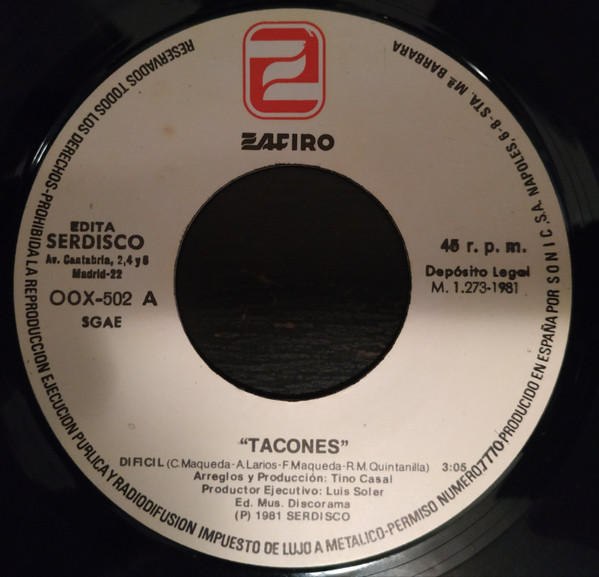 ZAFIRO
EDITA
SERDISCO
Av. Cantabria, 2,4 y 6
Madrid-22
OOX-502 A
SGAE
45 r. p. m.
Depósito Legal
M. 1.273-1981
"TACONES"
DIFICIL (C. Maqueda-A. Larios-F. Maqueda-R. M. Quintanilla) 3:05
Arreglos y Producción: Tino Casal
Productor Ejecutivo: Luis Soler
Ed. Mus. Discorama
(P) 1981 SERDISCO
RESERVADOS TODOS LOS DERECHOS-PROHIBIDA LA REPRODUCCION EJECUCION PUBLICA Y RADIODIFUSION IMPUESTO DE LUJO A METALICO-PERMISO NUMERO 7770 PRODUCIDO EN ESPAÑA POR SONIC, S.A. NAPOLES, 6-8-STA. Mª. BARBARA